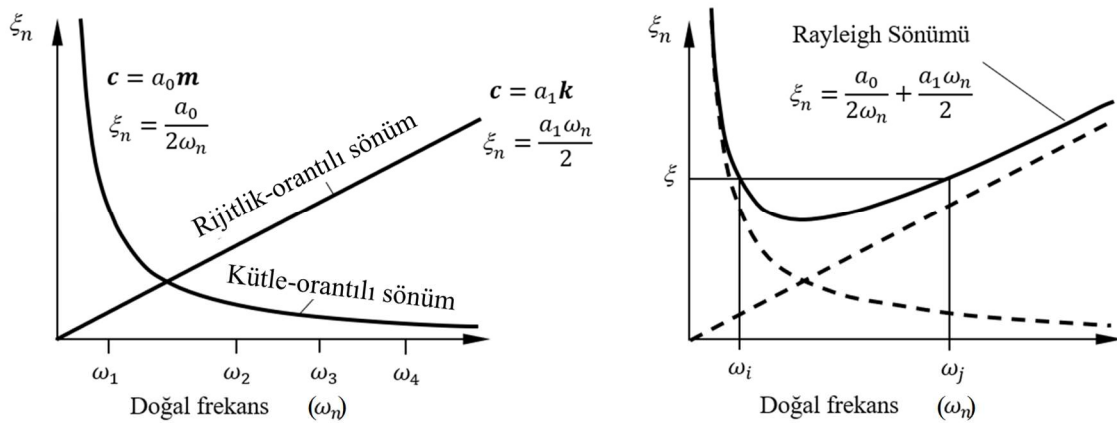 ξₙ
c = a₀m
ξₙ = a₀/2ωₙ
c = a₁k
ξₙ = a₁ωₙ/2
Rijitlik-orantılı sönüm
Kütle-orantılı sönüm
ω₁ ω₂ ω₃ ω₄
Doğal frekans (ωₙ)
ξₙ
Rayleigh Sönümü
ξₙ = a₀/2ωₙ + a₁ωₙ/2
ξ
ωᵢ ωⱼ
Doğal frekans (ωₙ)